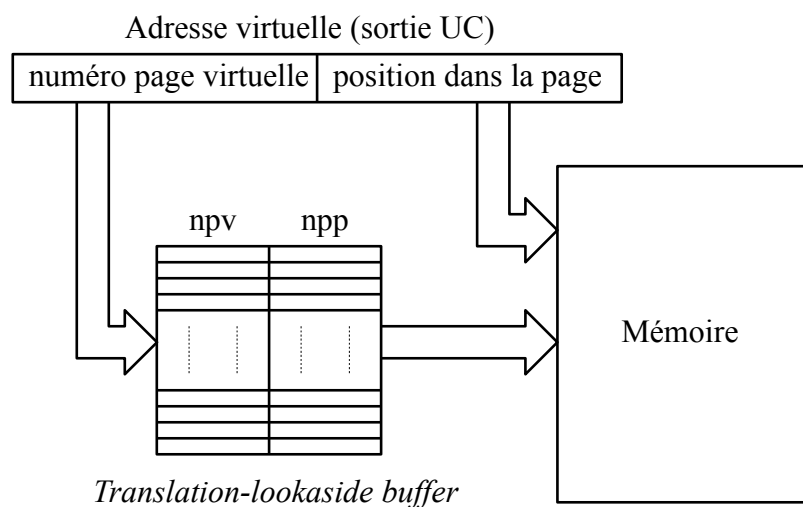 Adresse virtuelle (sortie UC)
numéro page virtuelle position dans la page
npv npp
Mémoire
Translation-lookaside buffer